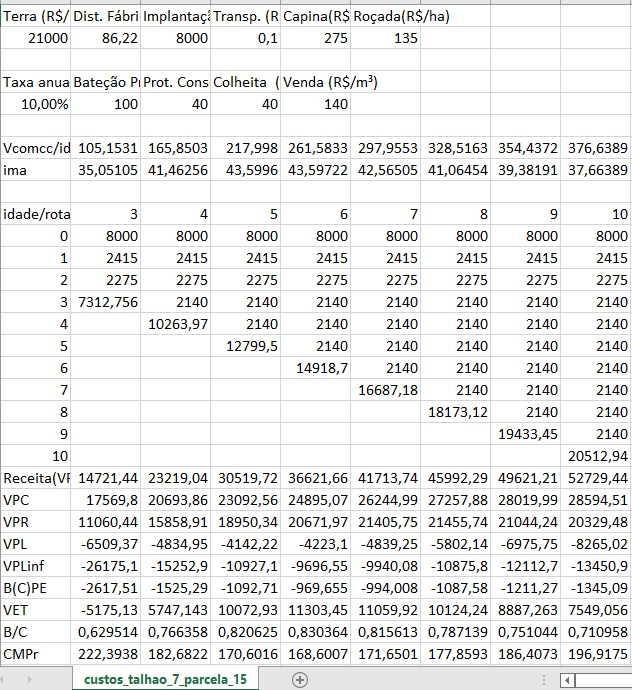 Terra (R$/ Dist. Fábri Implantaç Transp. (R Capina(R$ Roçada(R$/ha)
21000 86,22 8000 0,1 275 135
Taxa anua Bateção Pr Prot. Cons Colheita ( Venda (R$/m³)
10,00% 100 40 40 140
Vcomcc/id 105,1531 165,8503 217,998 261,5833 297,9553 328,5163 354,4372 376,6389
ima 35,05105 41,46256 43,5996 43,59722 42,56505 41,06454 39,38191 37,66389
idade/rota 3 4 5 6 7 8 9 10
0 8000 8000 8000 8000 8000 8000 8000 8000
1 2415 2415 2415 2415 2415 2415 2415 2415
2 2275 2275 2275 2275 2275 2275 2275 2275
3 7312,756 2140 2140 2140 2140 2140 2140 2140
4 10263,97 2140 2140 2140 2140 2140 2140
5 12799,5 2140 2140 2140 2140 2140
6 14918,7 2140 2140 2140 2140
7 16687,18 2140 2140 2140
8 18173,12 2140 2140
9 19433,45 2140
10 20512,94
Receita(VF 14721,44 23219,04 30519,72 36621,66 41713,74 45992,29 49621,21 52729,44
VPC 17569,8 20693,86 23092,56 24895,07 26244,99 27257,88 28019,99 28594,51
VPR 11060,44 15858,91 18950,34 20671,97 21405,75 21455,74 21044,24 20329,48
VPL -6509,37 -4834,95 -4142,22 -4223,1 -4839,25 -5802,14 -6975,75 -8265,02
VPLinf -26175,1 -15252,9 -10927,1 -9696,55 -9940,08 -10875,8 -12112,7 -13450,9
B(C)PE -2617,51 -1525,29 -1092,71 -969,655 -994,008 -1087,58 -1211,27 -1345,09
VET -5175,13 5747,143 10072,93 11303,45 11059,92 10124,24 8887,263 7549,056
B/C 0,629514 0,766358 0,820625 0,830364 0,815613 0,787139 0,751044 0,710958
CMPr 222,3938 182,6822 170,6016 168,6007 171,6501 177,8593 186,4073 196,9175
custos_talhao_7_parcela_15